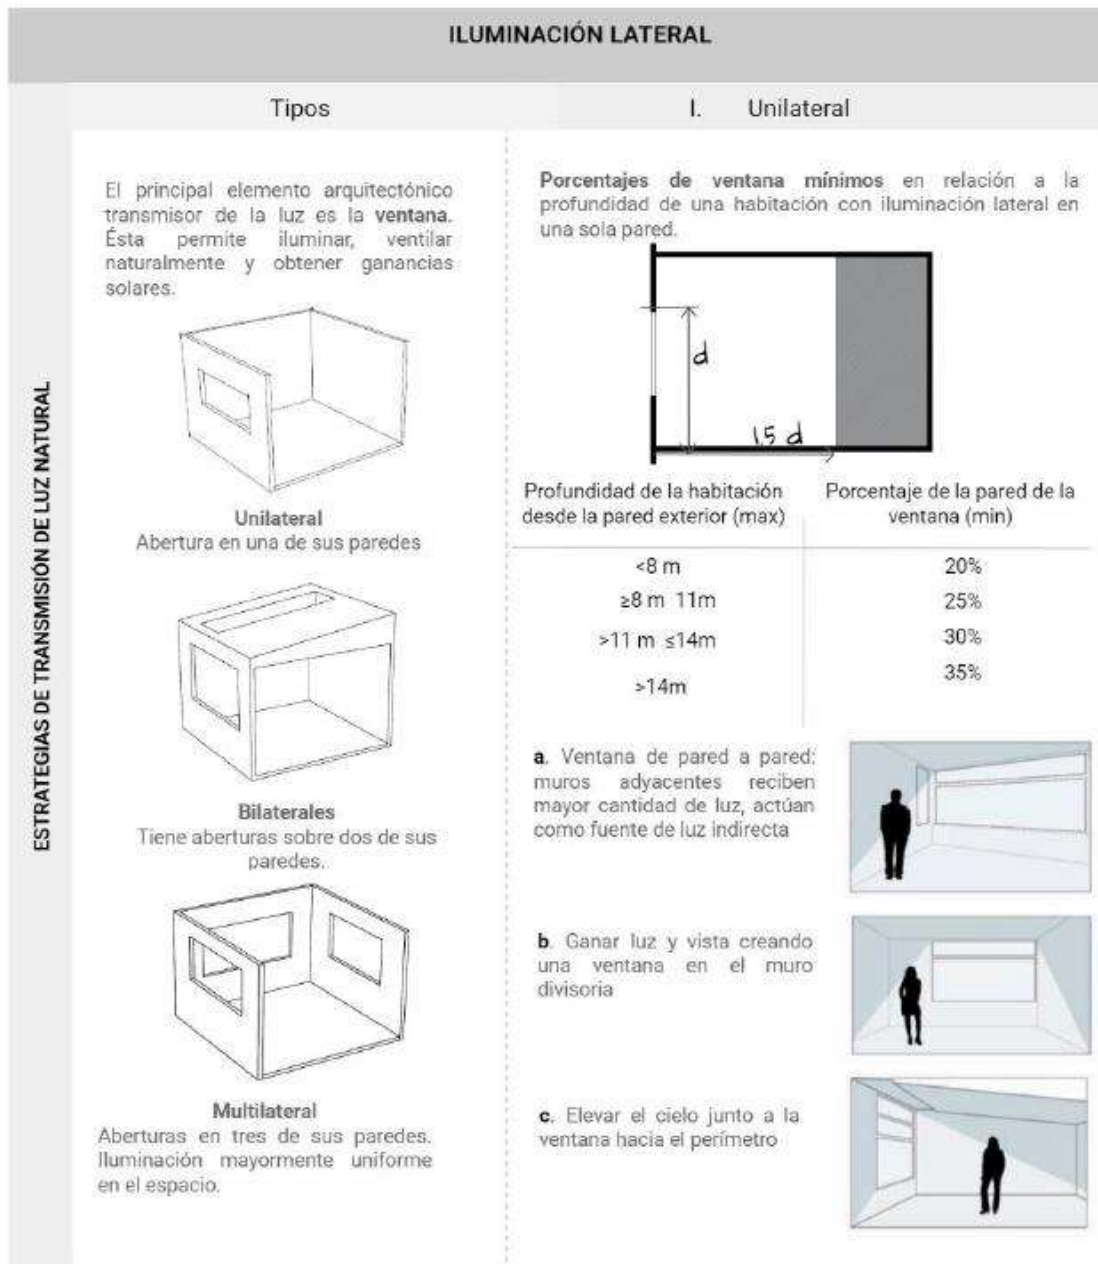 ILUMINACIÓN LATERAL
ESTRATEGIAS DE TRANSMISIÓN DE LUZ NATURAL
Tipos
El principal elemento arquitectónico
transmisor de la luz es la ventana.
Ésta permite iluminar, ventilar
naturalmente y obtener ganancias
solares.
Unilateral
Abertura en una de sus paredes
Bilaterales
Tiene aberturas sobre dos de sus
paredes.
Multilateral
Aberturas en tres de sus paredes.
Iluminación mayormente uniforme
en el espacio.
I. Unilateral
Porcentajes de ventana mínimos en relación a la
profundidad de una habitación con iluminación lateral en
una sola pared.
d
1.5 d
Profundidad de la habitación
desde la pared exterior (max)
Porcentaje de la pared de la
ventana (min)
<8 m 20%
≥8 m 11m 25%
>11 m ≤14m 30%
>14m 35%
a. Ventana de pared a pared:
muros adyacentes reciben
mayor cantidad de luz, actúan
como fuente de luz indirecta
b. Ganar luz y vista creando
una ventana en el muro
divisoria
c. Elevar el cielo junto a la
ventana hacia el perímetro